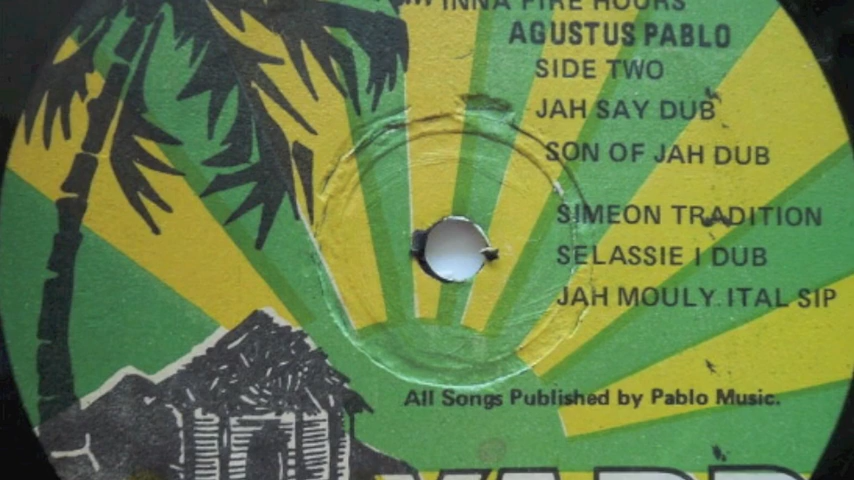 INNA FIRE HOURS
AGUSTUS PABLO
SIDE TWO
JAH SAY DUB
SON OF JAH DUB
SIMEON TRADITION
SELASSIE I DUB
JAH MOULY ITAL SIP
All Songs Published by Pablo Music.
YARD